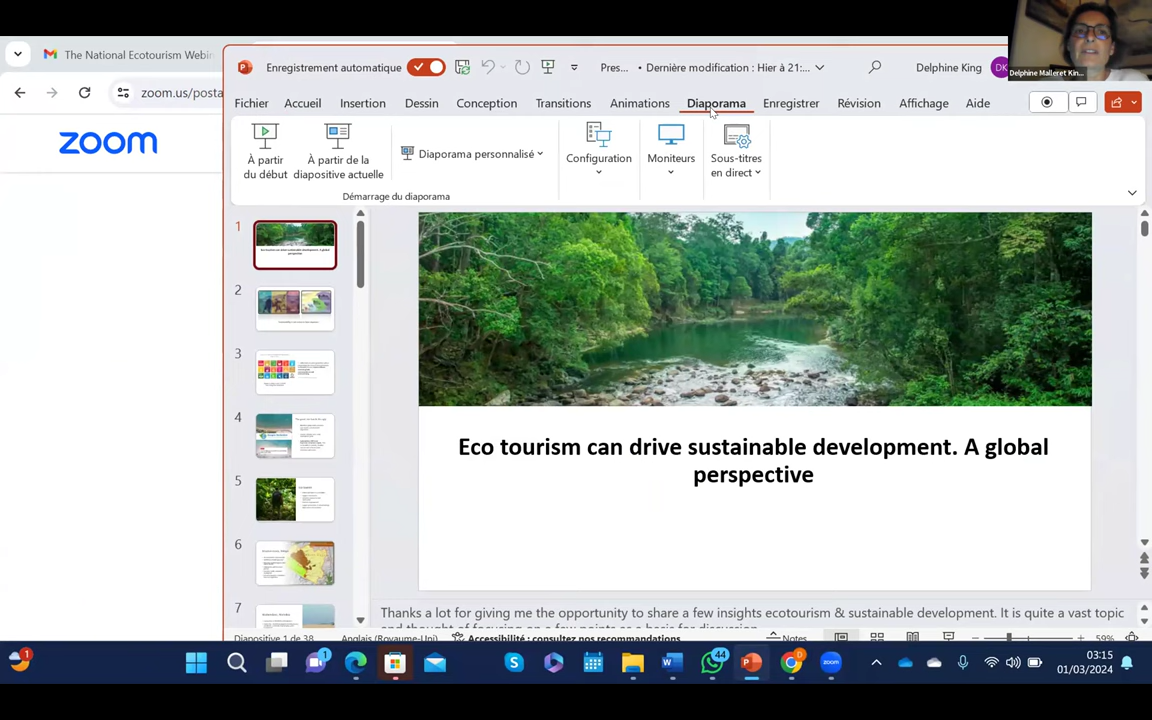 The National Ecotourism Webin
zoom.us/posta
zoom
Enregistrement automatique
Pres... • Dernière modification : Hier à 21:...
Delphine King
DK
Delphine Malleret Kin...
Fichier Accueil Insertion Dessin Conception Transitions Animations Diaporama Enregistrer Révision Affichage Aide
À partir
du début
À partir de la
diapositive actuelle
Diaporama personnalisé
Configuration
Moniteurs
Sous-titres
en direct
Démarrage du diaporama
1
2
3
4
5
6
7
Eco tourism can drive sustainable development. A global
perspective
Thanks a lot for giving me the opportunity to share a few insights ecotourism & sustainable development. It is quite a vast topic
Diapositive 1 de 38
Anglais (Royaume-Uni)
Accessibilité : consultez nos recommandations
Notes
59%
1
1
44
03:15
01/03/2024